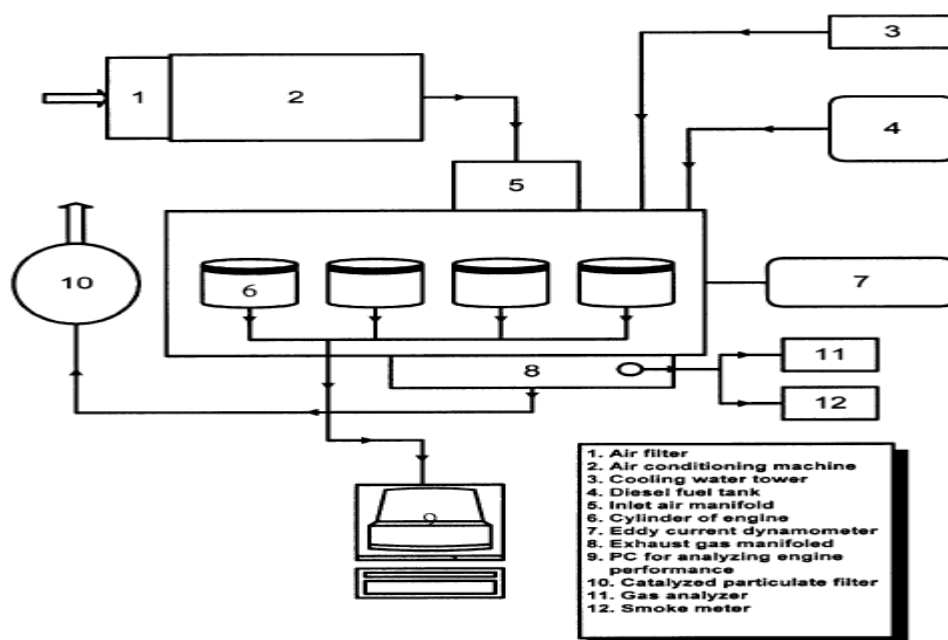 3
1
2
4
5
10
6
7
8
11
12
9
1. Air filter
2. Air conditioning machine
3. Cooling water tower
4. Diesel fuel tank
5. Inlet air manifold
6. Cylinder of engine
7. Eddy current dynamometer
8. Exhaust gas manifoled
9. PC for analyzing engine
performance
10. Catalyzed particulate filter
11. Gas analyzer
12. Smoke meter